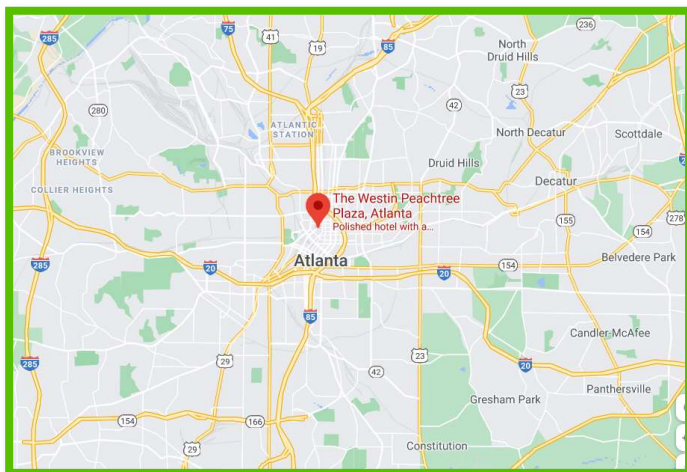 236
75
41
285
19
85
North
Druid Hills
23
280
42
ATLANTIC
STATION
North Decatur
Scottdale
BROOKVIEW
HEIGHTS
Druid Hills
COLLIER HEIGHTS
Decatur
The Westin Peachtree
Plaza, Atlanta
Polished hotel with a...
155
278
Atlanta
Belvedere Park
285
20
154
20
85
Candler-McAfee
285
29
23
20
42
Panthersville
Gresham Park
154
166
29
Constitution